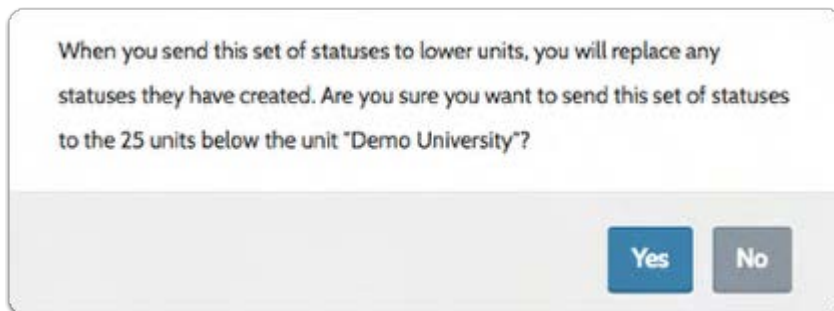 When you send this set of statuses to lower units, you will replace any
statuses they have created. Are you sure you want to send this set of statuses
to the 25 units below the unit "Demo University"?
Yes No